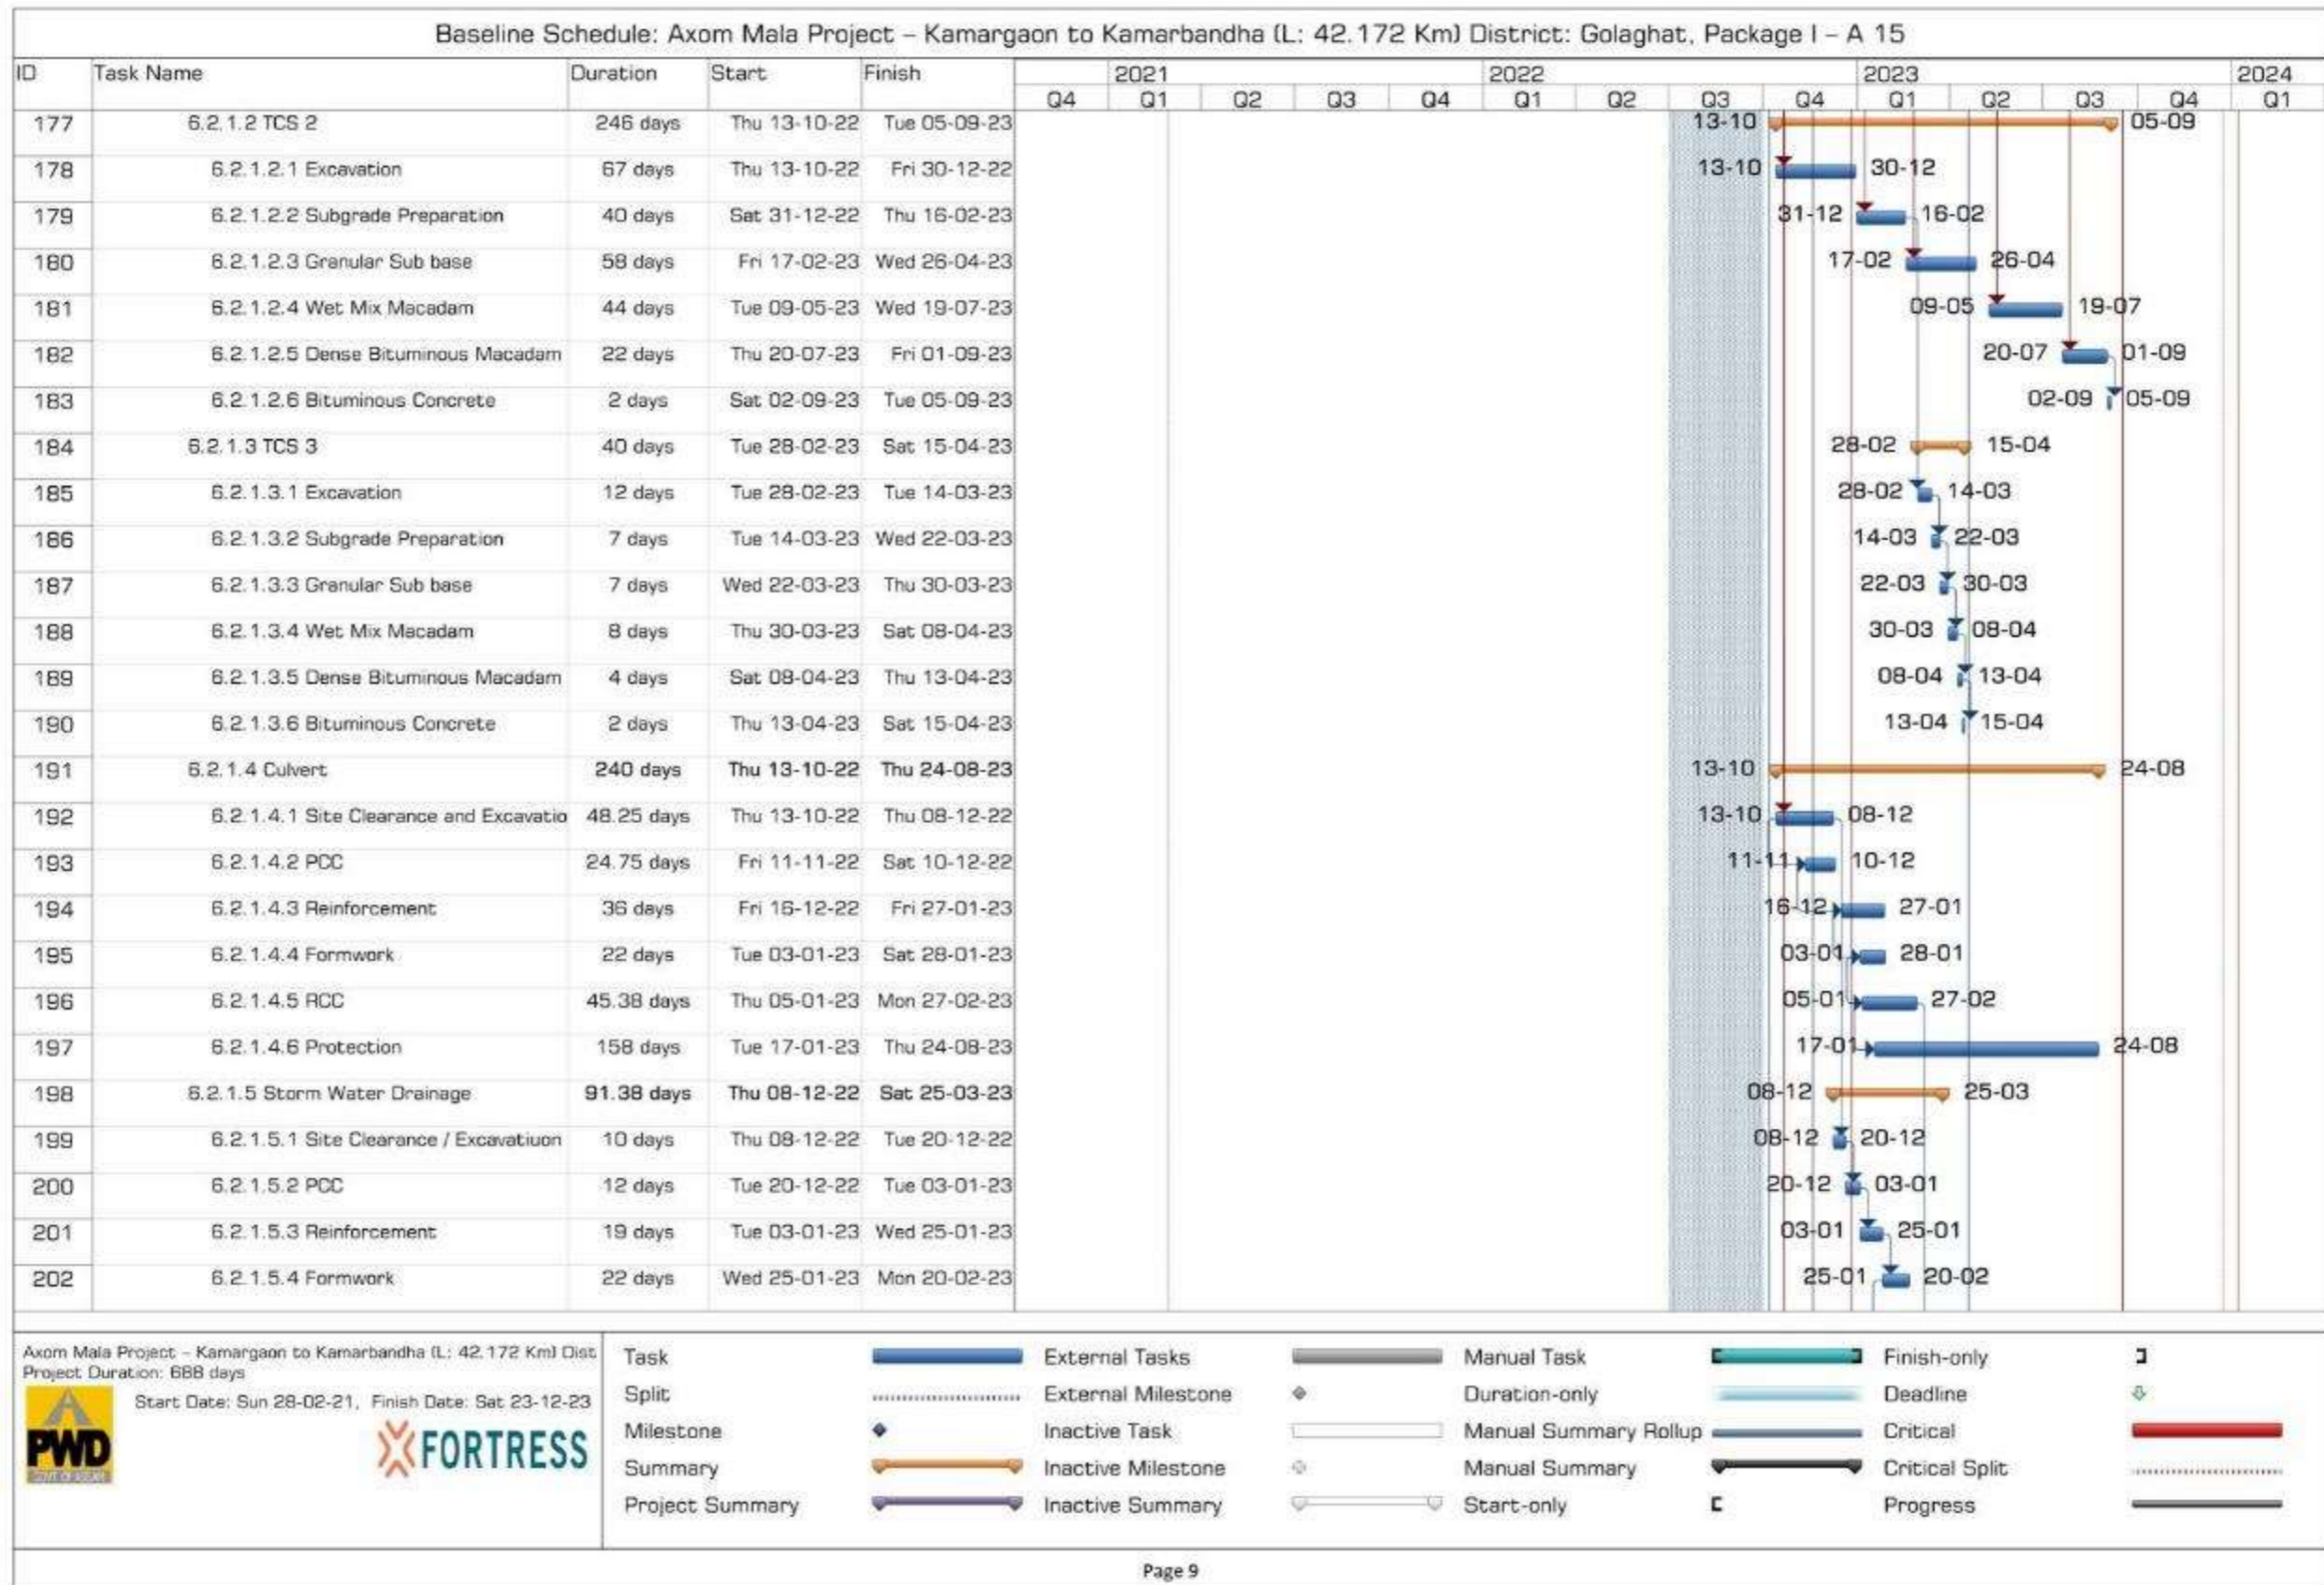 Baseline Schedule: Axom Mala Project – Kamargaon to Kamarbandha (L: 42.172 Km) District: Golaghat, Package I – A 15
ID Task Name Duration Start Finish 2021 2022 2023 2024
Q4 Q1 Q2 Q3 Q4 Q1 Q2 Q3 Q4 Q1 Q2 Q3 Q4 Q1
177 6.2.1.2 TCS 2 246 days Thu 13-10-22 Tue 05-09-23 13-10 05-09
178 6.2.1.2.1 Excavation 67 days Thu 13-10-22 Fri 30-12-22 13-10 30-12
179 6.2.1.2.2 Subgrade Preparation 40 days Sat 31-12-22 Thu 16-02-23 31-12 16-02
180 6.2.1.2.3 Granular Sub base 58 days Fri 17-02-23 Wed 26-04-23 17-02 26-04
181 6.2.1.2.4 Wet Mix Macadam 44 days Tue 09-05-23 Wed 19-07-23 09-05 19-07
182 6.2.1.2.5 Dense Bituminous Macadam 22 days Thu 20-07-23 Fri 01-09-23 20-07 01-09
183 6.2.1.2.6 Bituminous Concrete 2 days Sat 02-09-23 Tue 05-09-23 02-09 05-09
184 6.2.1.3 TCS 3 40 days Tue 28-02-23 Sat 15-04-23 28-02 15-04
185 6.2.1.3.1 Excavation 12 days Tue 28-02-23 Tue 14-03-23 28-02 14-03
186 6.2.1.3.2 Subgrade Preparation 7 days Tue 14-03-23 Wed 22-03-23 14-03 22-03
187 6.2.1.3.3 Granular Sub base 7 days Wed 22-03-23 Thu 30-03-23 22-03 30-03
188 6.2.1.3.4 Wet Mix Macadam 8 days Thu 30-03-23 Sat 08-04-23 30-03 08-04
189 6.2.1.3.5 Dense Bituminous Macadam 4 days Sat 08-04-23 Thu 13-04-23 08-04 13-04
190 6.2.1.3.6 Bituminous Concrete 2 days Thu 13-04-23 Sat 15-04-23 13-04 15-04
191 6.2.1.4 Culvert 240 days Thu 13-10-22 Thu 24-08-23 13-10 24-08
192 6.2.1.4.1 Site Clearance and Excavatio 48.25 days Thu 13-10-22 Thu 08-12-22 13-10 08-12
193 6.2.1.4.2 PCC 24.75 days Fri 11-11-22 Sat 10-12-22 11-11 10-12
194 6.2.1.4.3 Reinforcement 36 days Fri 16-12-22 Fri 27-01-23 16-12 27-01
195 6.2.1.4.4 Formwork 22 days Tue 03-01-23 Sat 28-01-23 03-01 28-01
196 6.2.1.4.5 RCC 45.38 days Thu 05-01-23 Mon 27-02-23 05-01 27-02
197 6.2.1.4.6 Protection 158 days Tue 17-01-23 Thu 24-08-23 17-01 24-08
198 6.2.1.5 Storm Water Drainage 91.38 days Thu 08-12-22 Sat 25-03-23 08-12 25-03
199 6.2.1.5.1 Site Clearance / Excavatiuon 10 days Thu 08-12-22 Tue 20-12-22 08-12 20-12
200 6.2.1.5.2 PCC 12 days Tue 20-12-22 Tue 03-01-23 20-12 03-01
201 6.2.1.5.3 Reinforcement 19 days Tue 03-01-23 Wed 25-01-23 03-01 25-01
202 6.2.1.5.4 Formwork 22 days Wed 25-01-23 Mon 20-02-23 25-01 20-02
Axom Mala Project – Kamargaon to Kamarbandha (L: 42.172 Km) Dist
Project Duration: 688 days
Start Date: Sun 28-02-21, Finish Date: Sat 23-12-23
PWD
GOVT OF ASSAM
FORTRESS
Task External Tasks Manual Task Finish-only
Split External Milestone Duration-only Deadline
Milestone Inactive Task Manual Summary Rollup Critical
Summary Inactive Milestone Manual Summary Critical Split
Project Summary Inactive Summary Start-only Progress
Page 9